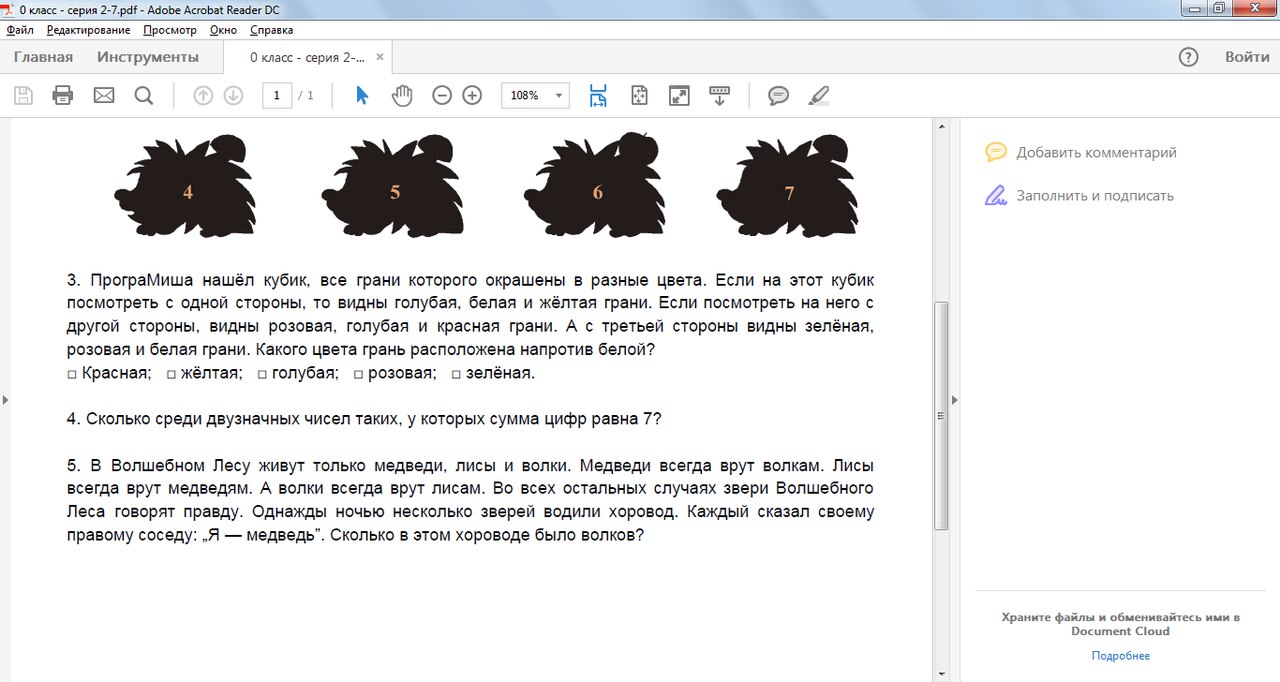 0 класс - серия 2-7.pdf - Adobe Acrobat Reader DC
Файл Редактирование Просмотр Окно Справка
Главная Инструменты 0 класс - серия 2-... × ? Войти
1 / 1 108%
4 5 6 7
Добавить комментарий
Заполнить и подписать
3. ПрограМиша нашёл кубик, все грани которого окрашены в разные цвета. Если на этот кубик
посмотреть с одной стороны, то видны голубая, белая и жёлтая грани. Если посмотреть на него с
другой стороны, видны розовая, голубая и красная грани. А с третьей стороны видны зелёная,
розовая и белая грани. Какого цвета грань расположена напротив белой?
□ Красная; □ жёлтая; □ голубая; □ розовая; □ зелёная.
4. Сколько среди двузначных чисел таких, у которых сумма цифр равна 7?
5. В Волшебном Лесу живут только медведи, лисы и волки. Медведи всегда врут волкам. Лисы
всегда врут медведям. А волки всегда врут лисам. Во всех остальных случаях звери Волшебного
Леса говорят правду. Однажды ночью несколько зверей водили хоровод. Каждый сказал своему
правому соседу: „Я — медведь”. Сколько в этом хороводе было волков?
Храните файлы и обменивайтесь ими в
Document Cloud
Подробнее